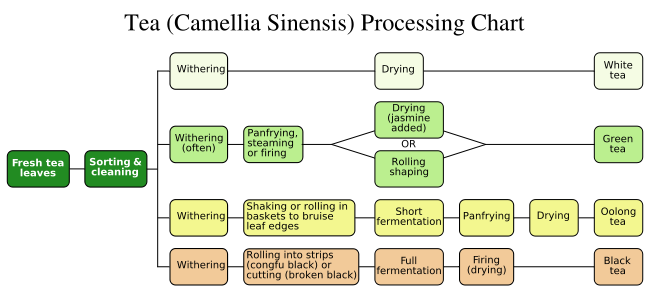 Tea (Camellia Sinensis) Processing Chart
Fresh tea
leaves
Sorting &
cleaning
Withering
Drying
White
tea
Withering
(often)
Panfrying,
steaming
or firing
Drying
(jasmine
added)
OR
Rolling
shaping
Green
tea
Withering
Shaking or rolling in
baskets to bruise
leaf edges
Short
fermentation
Panfrying
Drying
Oolong
tea
Withering
Rolling into strips
(congfu black) or
cutting (broken black)
Full
fermentation
Firing
(drying)
Black
tea